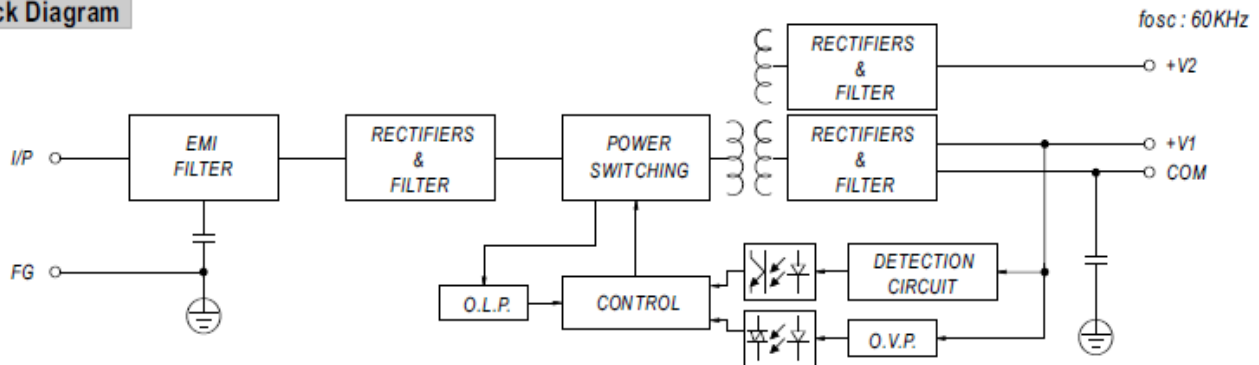 ck Diagram
fosc : 60KHz
RECTIFIERS
&
FILTER
+V2
I/P
EMI
FILTER
RECTIFIERS
&
FILTER
POWER
SWITCHING
RECTIFIERS
&
FILTER
+V1
COM
FG
O.L.P.
CONTROL
DETECTION
CIRCUIT
O.V.P.